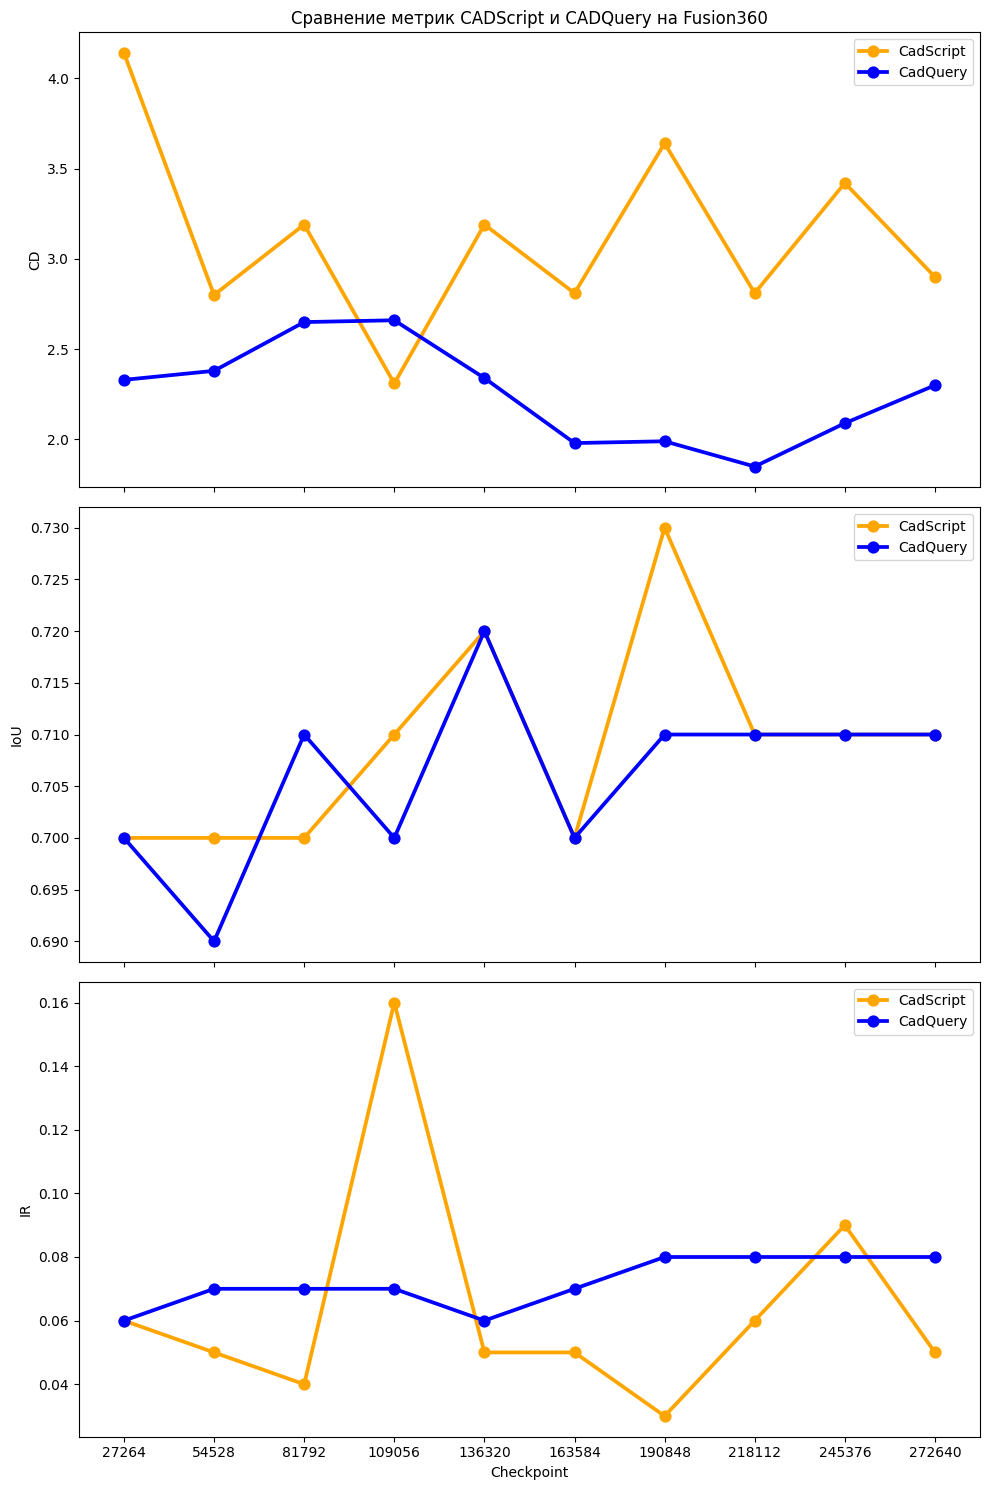 Сравнение метрик CADScript и CADQuery на Fusion360
CadScript
CadQuery
4.0
3.5
3.0
2.5
2.0
CD
CadScript
CadQuery
0.730
0.725
0.720
0.715
0.710
0.705
0.700
0.695
0.690
IoU
CadScript
CadQuery
0.16
0.14
0.12
0.10
0.08
0.06
0.04
IR
27264 54528 81792 109056 136320 163584 190848 218112 245376 272640
Checkpoint